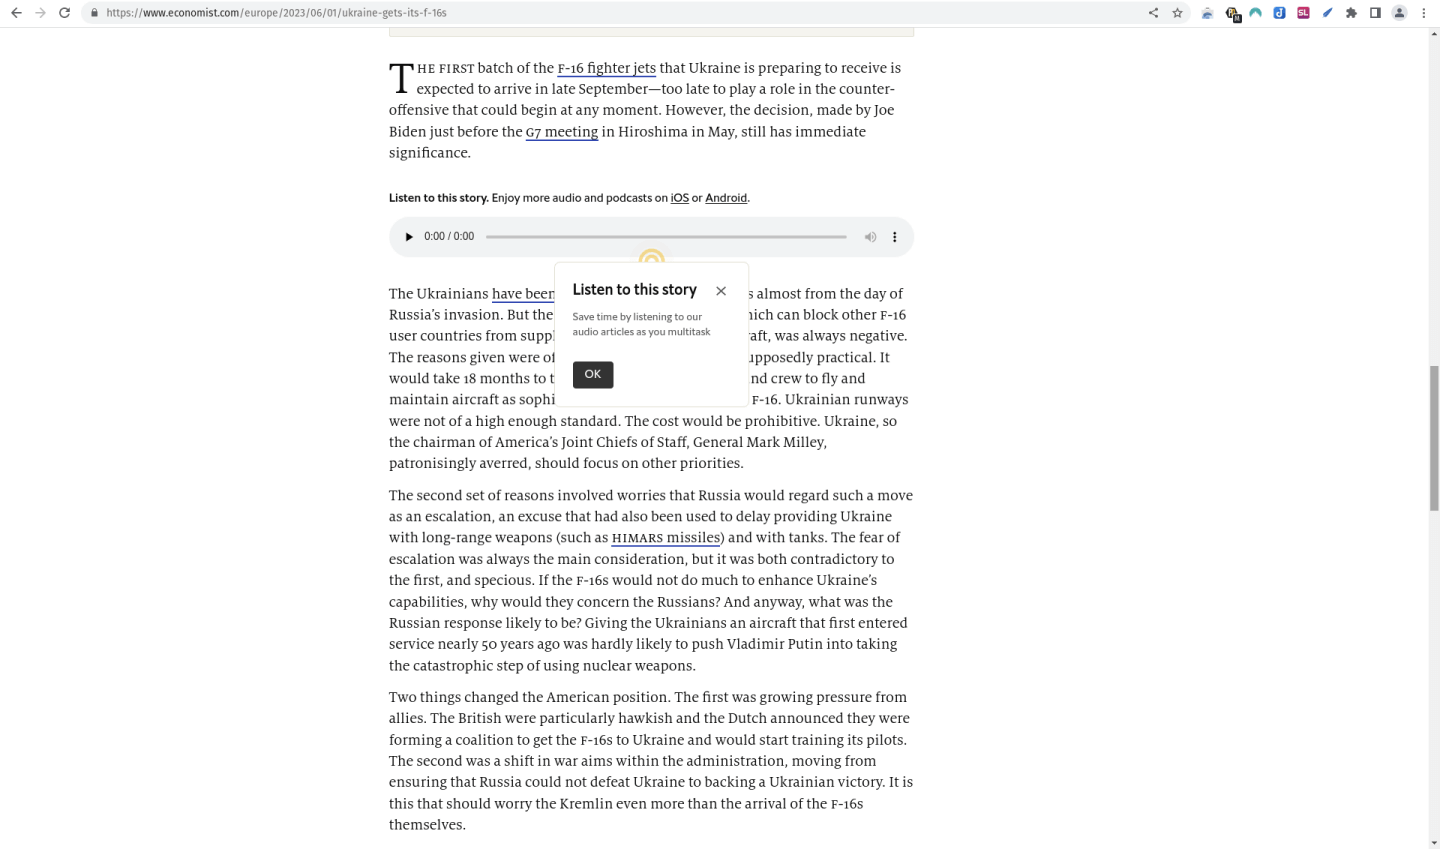 https://www.economist.com/europe/2023/06/01/ukraine-gets-its-f-16s
M
SL
THE FIRST batch of the F-16 fighter jets that Ukraine is preparing to receive is
expected to arrive in late September—too late to play a role in the counter-
offensive that could begin at any moment. However, the decision, made by Joe
Biden just before the G7 meeting in Hiroshima in May, still has immediate
significance.
Listen to this story. Enjoy more audio and podcasts on iOS or Android.
0:00 / 0:00
Listen to this story
Save time by listening to our
audio articles as you multitask
OK
The Ukrainians have been s almost from the day of
Russia’s invasion. But the hich can block other F-16
user countries from suppl raft, was always negative.
The reasons given were of upposedly practical. It
would take 18 months to t nd crew to fly and
maintain aircraft as sophi F-16. Ukrainian runways
were not of a high enough standard. The cost would be prohibitive. Ukraine, so
the chairman of America’s Joint Chiefs of Staff, General Mark Milley,
patronisingly averred, should focus on other priorities.
The second set of reasons involved worries that Russia would regard such a move
as an escalation, an excuse that had also been used to delay providing Ukraine
with long-range weapons (such as HIMARS missiles) and with tanks. The fear of
escalation was always the main consideration, but it was both contradictory to
the first, and specious. If the F-16s would not do much to enhance Ukraine’s
capabilities, why would they concern the Russians? And anyway, what was the
Russian response likely to be? Giving the Ukrainians an aircraft that first entered
service nearly 50 years ago was hardly likely to push Vladimir Putin into taking
the catastrophic step of using nuclear weapons.
Two things changed the American position. The first was growing pressure from
allies. The British were particularly hawkish and the Dutch announced they were
forming a coalition to get the F-16s to Ukraine and would start training its pilots.
The second was a shift in war aims within the administration, moving from
ensuring that Russia could not defeat Ukraine to backing a Ukrainian victory. It is
this that should worry the Kremlin even more than the arrival of the F-16s
themselves.